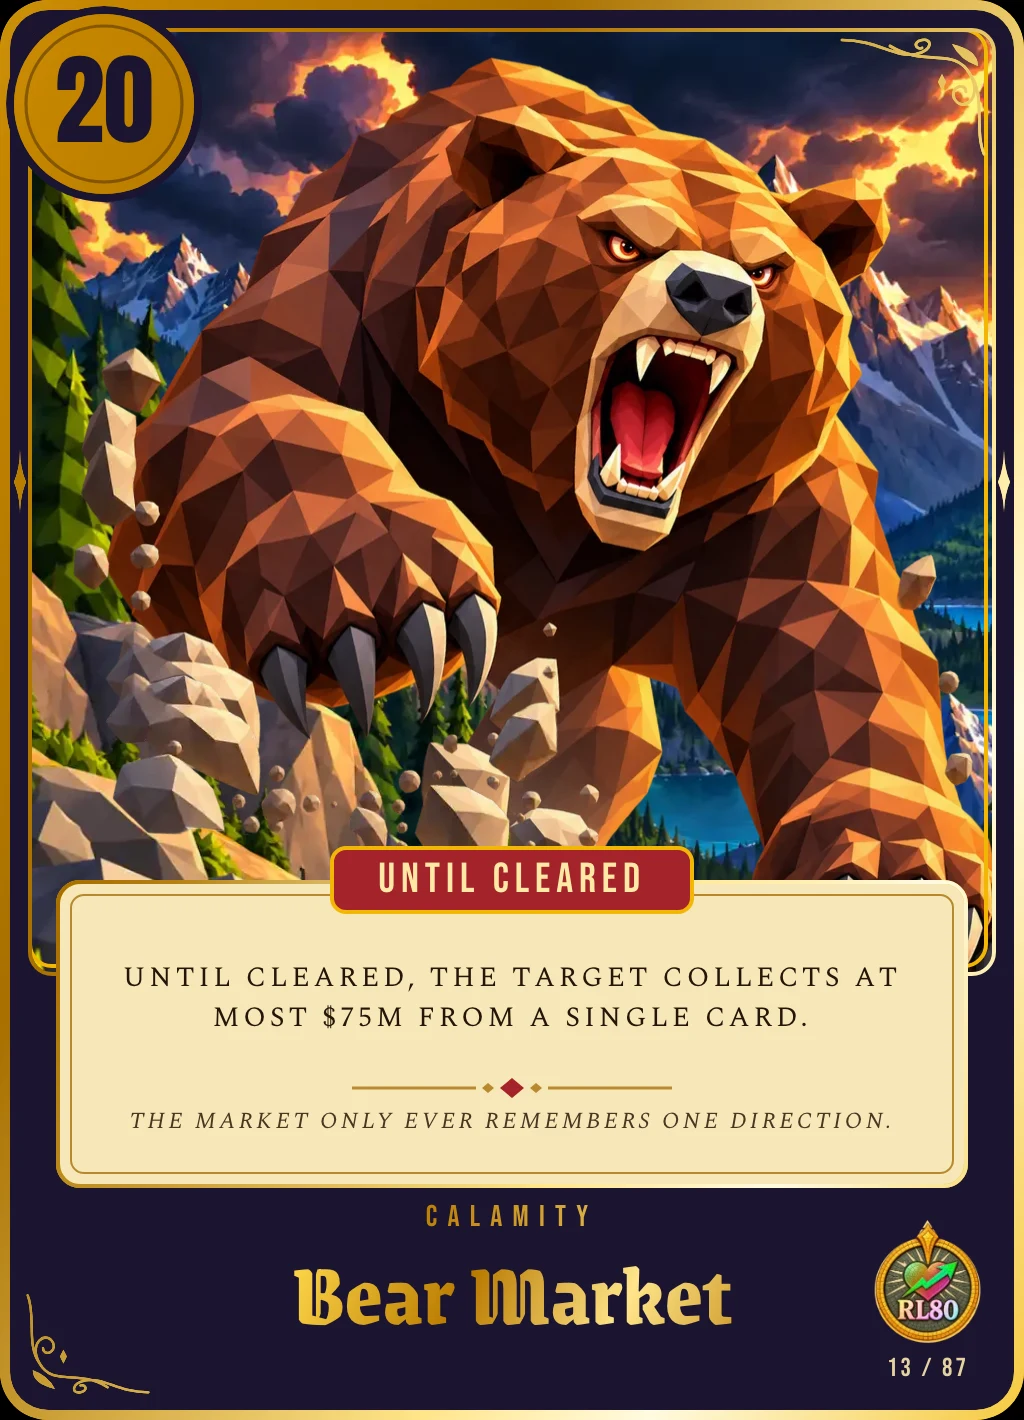 20
UNTIL CLEARED
UNTIL CLEARED, THE TARGET COLLECTS AT
MOST $75M FROM A SINGLE CARD.
THE MARKET ONLY EVER REMEMBERS ONE DIRECTION.
CALAMITY
Bear Market
RL80
13 / 87